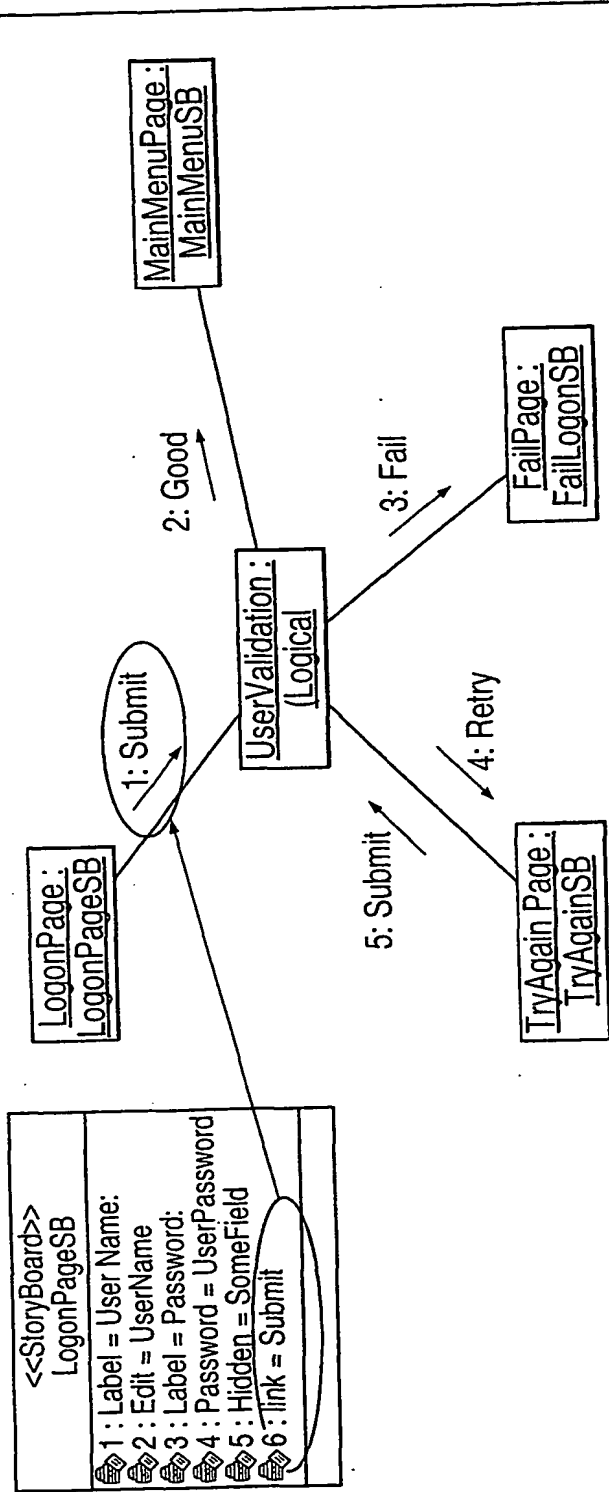 <<StoryBoard>>
LogonPageSB
1 : Label = User Name:
2 : Edit = UserName
3 : Label = Password:
4 : Password = UserPassword
5 : Hidden = SomeField
6 : link = Submit
LogonPage :
LogonPageSB
1: Submit
UserValidation :
(Logical
2: Good
MainMenuPage :
MainMenuSB
3: Fail
FailPage :
FailLogonSB
4: Retry
5: Submit
TryAgain Page :
TryAgainSB